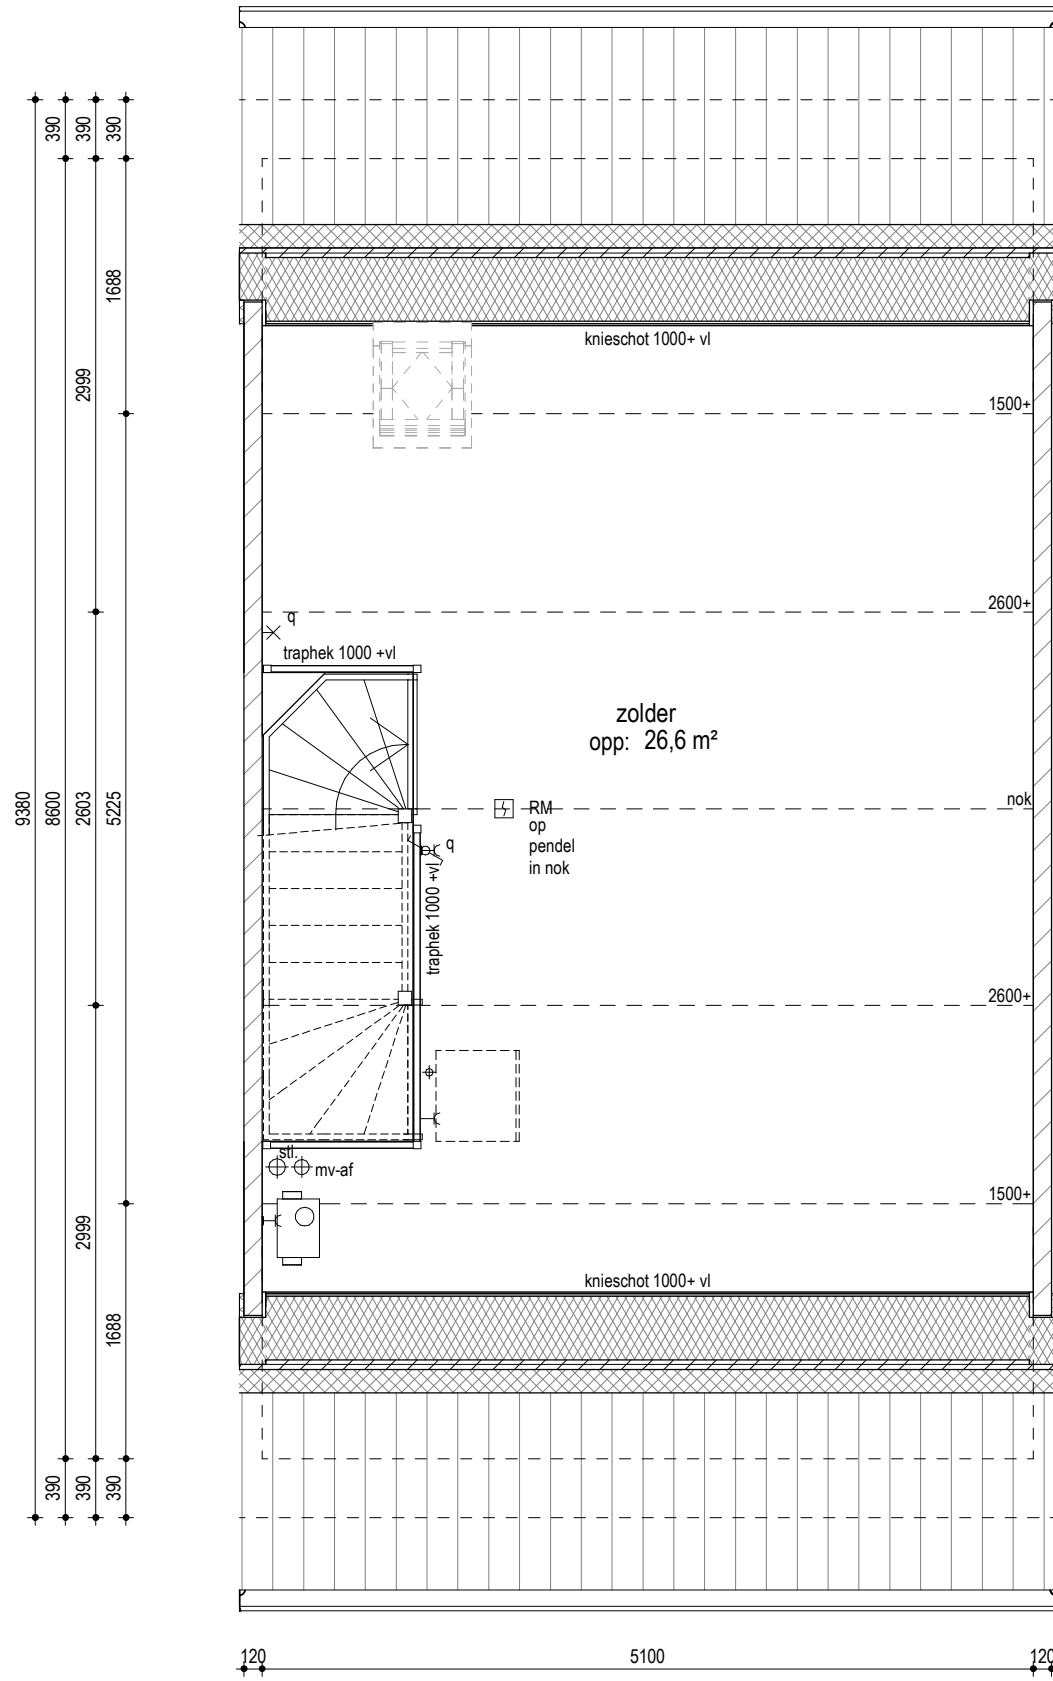 390
390
390
1688
knieschot 1000+ vl
2999
1500+
2600+
q
traphek 1000 +vl
zolder
opp: 26,6 m²
9380
8600
2603
5225
nok
RM
op
pendel
in nok
q
traphek 1000 +vl
2600+
stl.
mv-af
1500+
2999
knieschot 1000+ vl
1688
390
390
390
120
5100
120